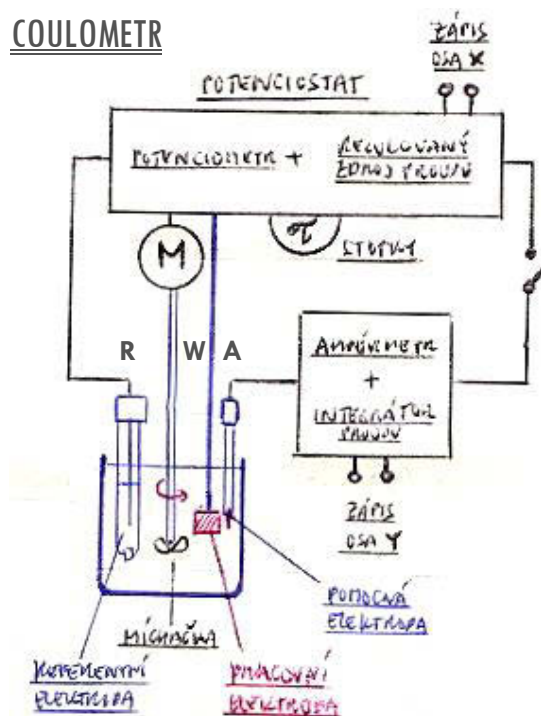 COULOMETR
ZÁPIS
OSA X
POTENCIOSTAT
POTENCIOMETR +
REGULOVANÝ
ZDROJ PROUDU
τ
STOPKY
M
R W A
AMPÉRMETR
+
INTEGRÁTOR
PROUDU
ZÁPIS
OSA Y
POMOCNÁ
ELEKTRODA
MÍCHAČKA
REFERENTNÍ
ELEKTRODA
PRACOVNÍ
ELEKTRODA